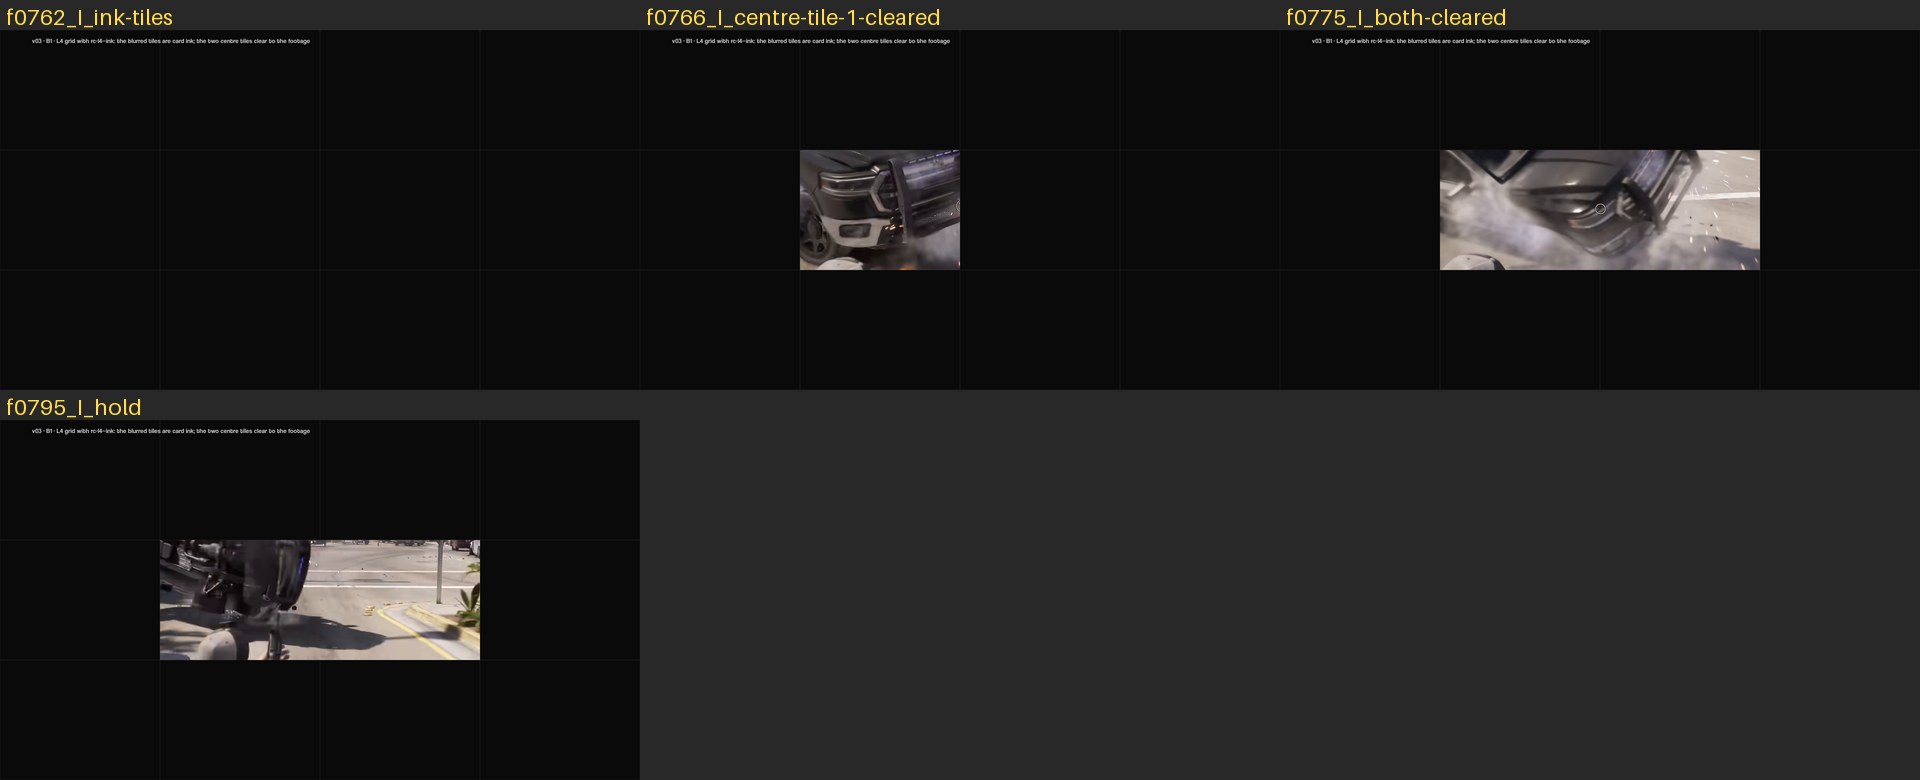 f0762_I_ink-tiles
f0766_I_centre-tile-1-cleared
f0775_I_both-cleared
v03 · B1 · L4 grid with rc-l4--ink: the blurred tiles are card ink; the two centre tiles clear to the footage
v03 · B1 · L4 grid with rc-l4--ink: the blurred tiles are card ink; the two centre tiles clear to the footage
v03 · B1 · L4 grid with rc-l4--ink: the blurred tiles are card ink; the two centre tiles clear to the footage
f0795_I_hold
v03 · B1 · L4 grid with rc-l4--ink: the blurred tiles are card ink; the two centre tiles clear to the footage